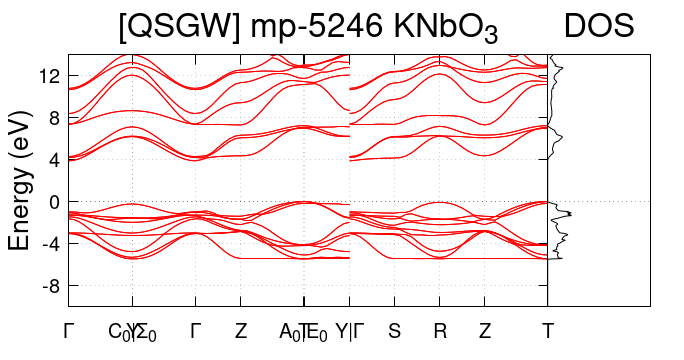 [QSGW] mp-5246 KNbO3 DOS
Energy (eV)
12
8
4
0
-4
-8
Γ C0|Y|Σ0 Γ Z A0|T|E0 Y|Γ S R Z T